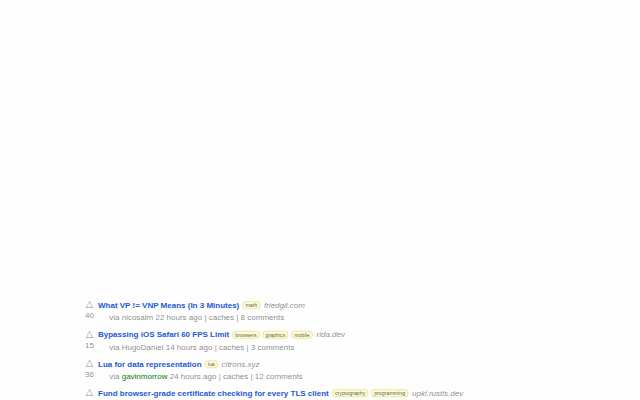 What VP != VNP Means (In 3 Minutes) math friedgil.com
40 via nicosalm 22 hours ago | caches | 8 comments
Bypassing iOS Safari 60 FPS Limit browsers graphics mobile rida.dev
15 via HugoDaniel 14 hours ago | caches | 3 comments
Lua for data representation lua citrons.xyz
36 via gavinmorrow 24 hours ago | caches | 12 comments
Fund browser-grade certificate checking for every TLS client cryptography programming upki.rustls.dev